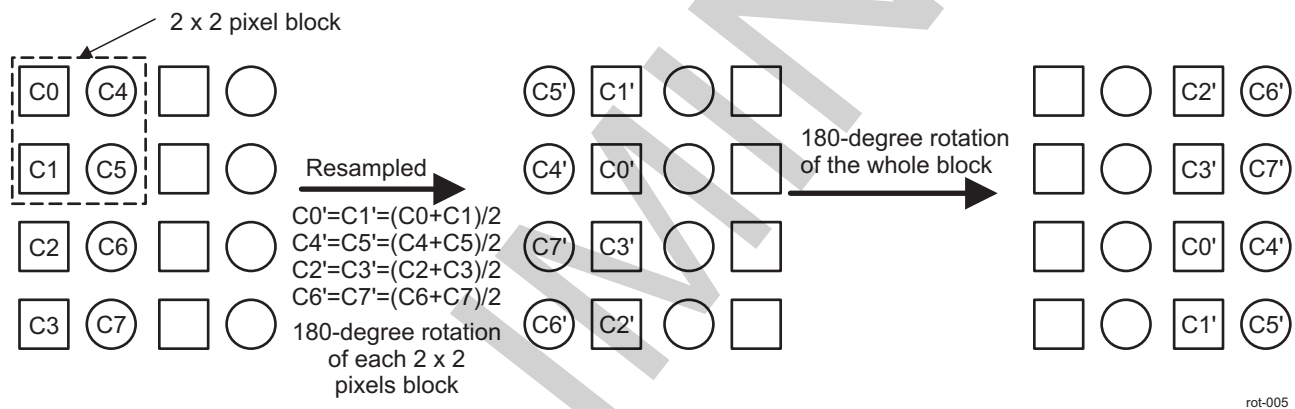 2 x 2 pixel block
C0 C4 C5' C1' C2' C6'
180-degree rotation
of the whole block
C1 C5 C4' C0' C3' C7'
Resampled
C0'=C1'=(C0+C1)/2
C4'=C5'=(C4+C5)/2
C2'=C3'=(C2+C3)/2
C6'=C7'=(C6+C7)/2
C2 C6 C7' C3' C0' C4'
C3 C7 C6' C2' C1' C5'
180-degree rotation
of each 2 x 2
pixels block
rot-005